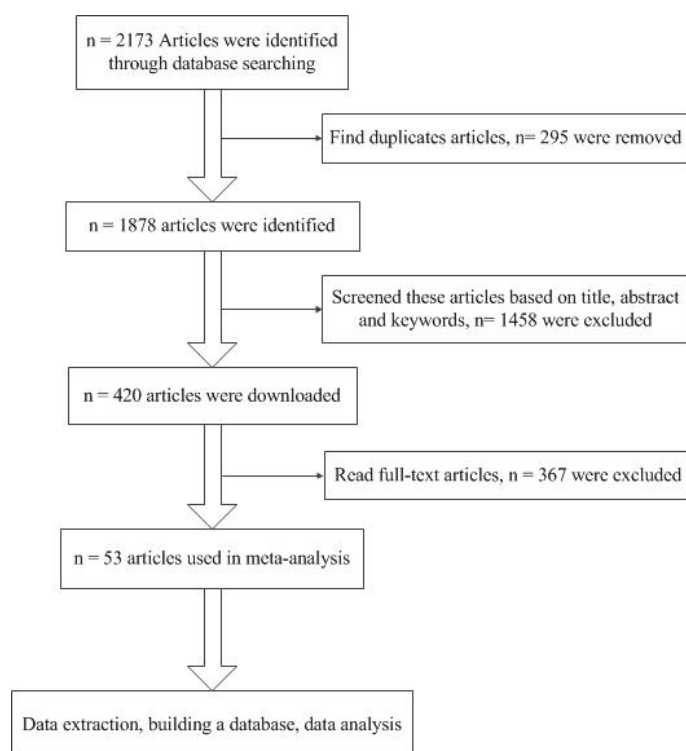 n = 2173 Articles were identified
through database searching
Find duplicates articles, n= 295 were removed
n = 1878 articles were identified
Screened these articles based on title, abstract
and keywords, n= 1458 were excluded
n = 420 articles were downloaded
Read full-text articles, n = 367 were excluded
n = 53 articles used in meta-analysis
Data extraction, building a database, data analysis